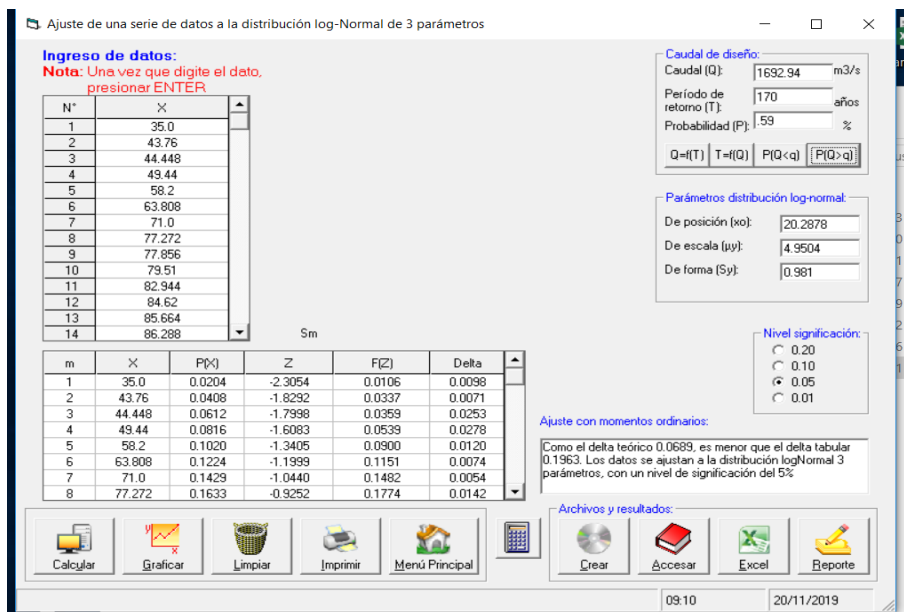 Ajuste de una serie de datos a la distribución log-Normal de 3 parámetros
Ingreso de datos:
Nota: Una vez que digite el dato,
presionar ENTER
N° X
1 35.0
2 43.76
3 44.448
4 49.44
5 58.2
6 63.808
7 71.0
8 77.272
9 77.856
10 79.51
11 82.944
12 84.62
13 85.664
14 86.288
Sm
Caudal de diseño:
Caudal (Q): 1692.94 m3/s
Período de
retorno (T): 170 años
Probabilidad (P): .59 %
Q=f(T) T=f(Q) P(Q<q) P(Q>q)
Parámetros distribución log-normal:
De posición (xo): 20.2878
De escala (µy): 4.9504
De forma (Sy): 0.981
Nivel significación:
0.20
0.10
0.05
0.01
m X P(X) Z F(Z) Delta
1 35.0 0.0204 -2.3054 0.0106 0.0098
2 43.76 0.0408 -1.8292 0.0337 0.0071
3 44.448 0.0612 -1.7998 0.0359 0.0253
4 49.44 0.0816 -1.6083 0.0539 0.0278
5 58.2 0.1020 -1.3405 0.0900 0.0120
6 63.808 0.1224 -1.1999 0.1151 0.0074
7 71.0 0.1429 -1.0440 0.1482 0.0054
8 77.272 0.1633 -0.9252 0.1774 0.0142
Ajuste con momentos ordinarios:
Como el delta teórico 0.0689, es menor que el delta tabular
0.1963. Los datos se ajustan a la distribución logNormal 3
parámetros, con un nivel de significación del 5%
Calcular Graficar Limpiar Imprimir Menú Principal
Archivos y resultados:
Crear Accesar Excel Reporte
09:10 20/11/2019